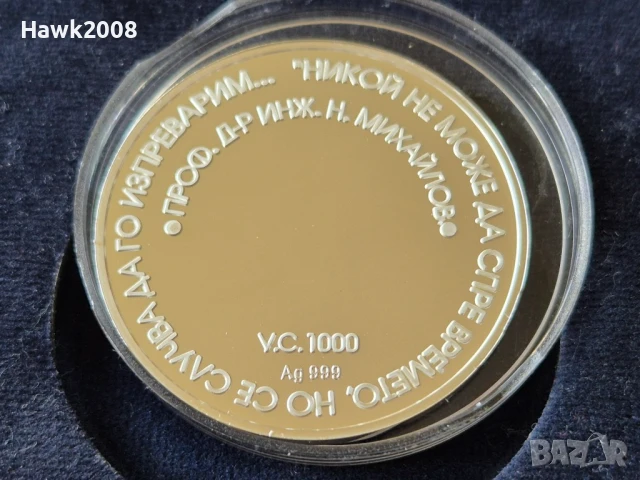 Hawk2008
"НИКОЙ НЕ МОЖЕ ДА СПРЕ ВРЕМЕТО, НО СЕ СЛУЧВА ДА ГО ИЗПРЕВАРИМ...
• ПРОФ. Д-Р ИНЖ. Н. МИХАЙЛОВ •
V.C. 1000
Ag 999
BAZAR